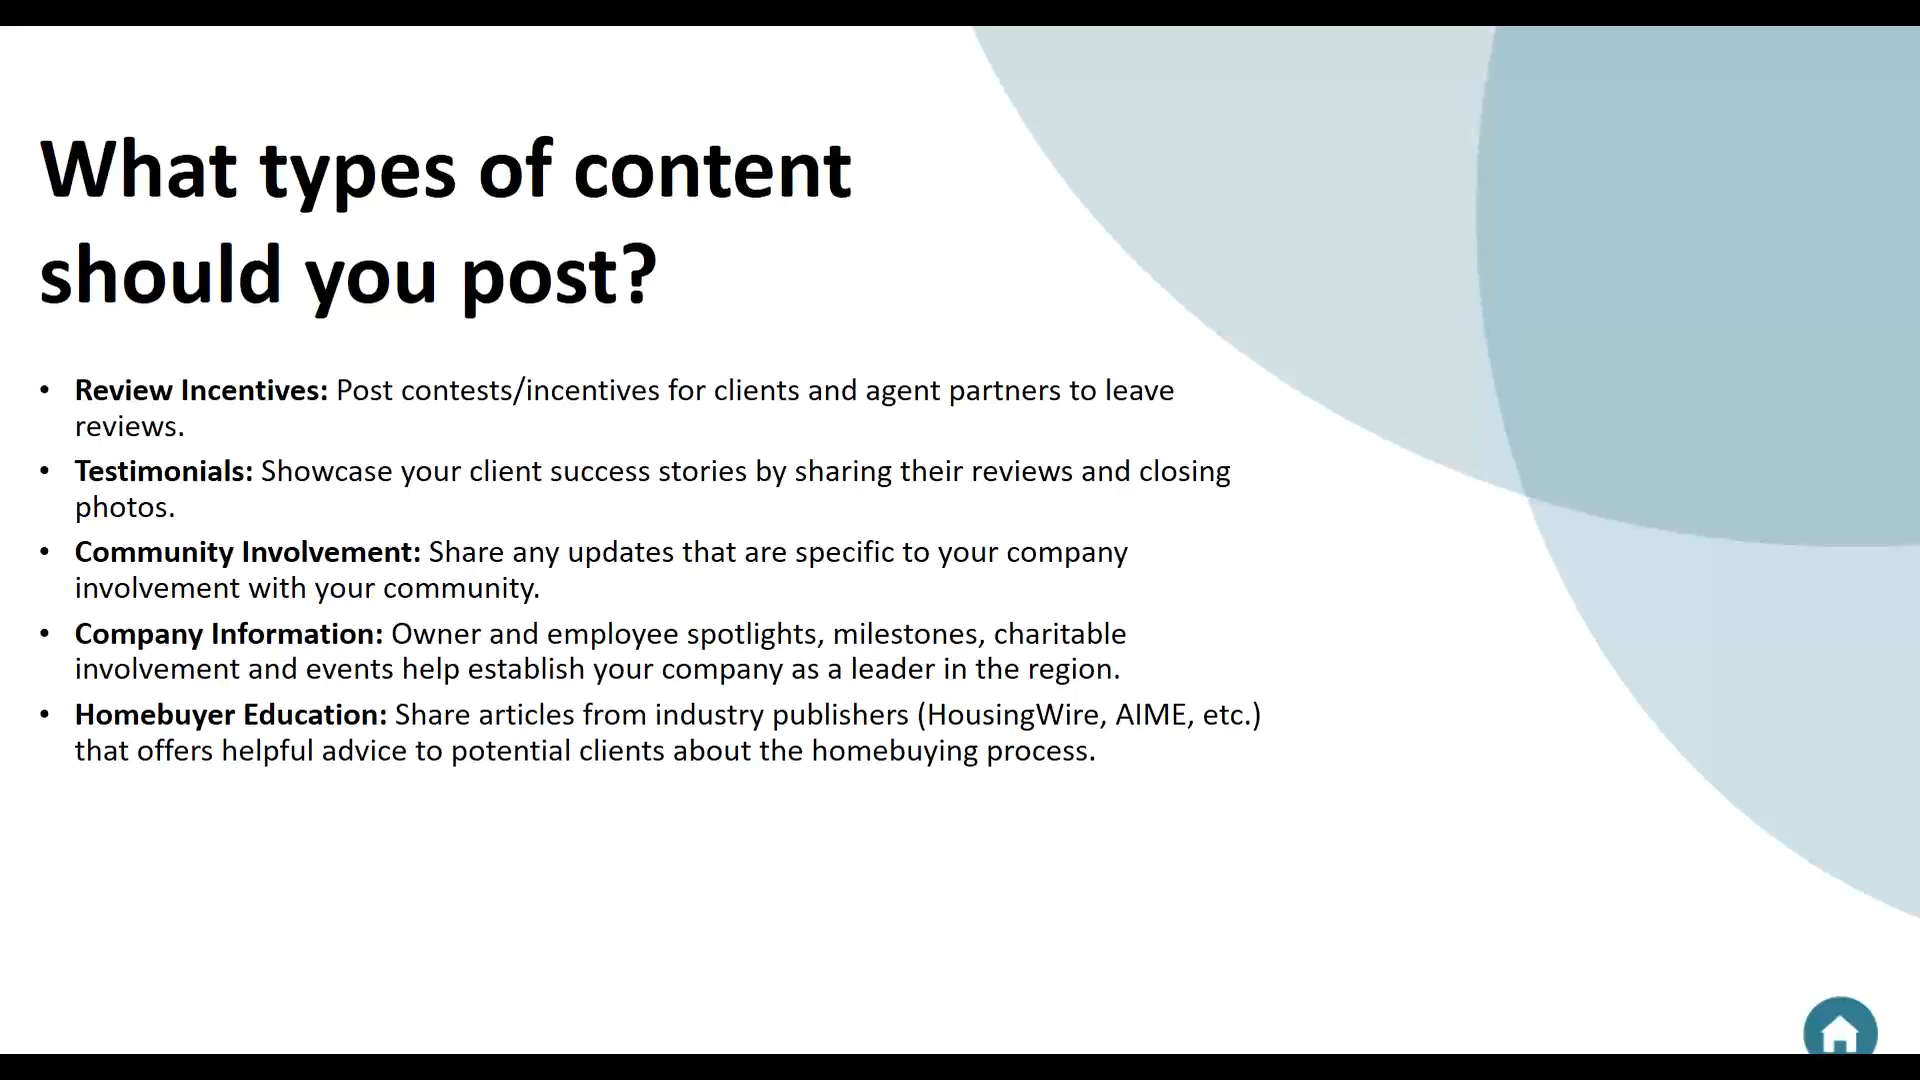 What types of content
should you post?
• Review Incentives: Post contests/incentives for clients and agent partners to leave
reviews.
• Testimonials: Showcase your client success stories by sharing their reviews and closing
photos.
• Community Involvement: Share any updates that are specific to your company
involvement with your community.
• Company Information: Owner and employee spotlights, milestones, charitable
involvement and events help establish your company as a leader in the region.
• Homebuyer Education: Share articles from industry publishers (HousingWire, AIME, etc.)
that offers helpful advice to potential clients about the homebuying process.